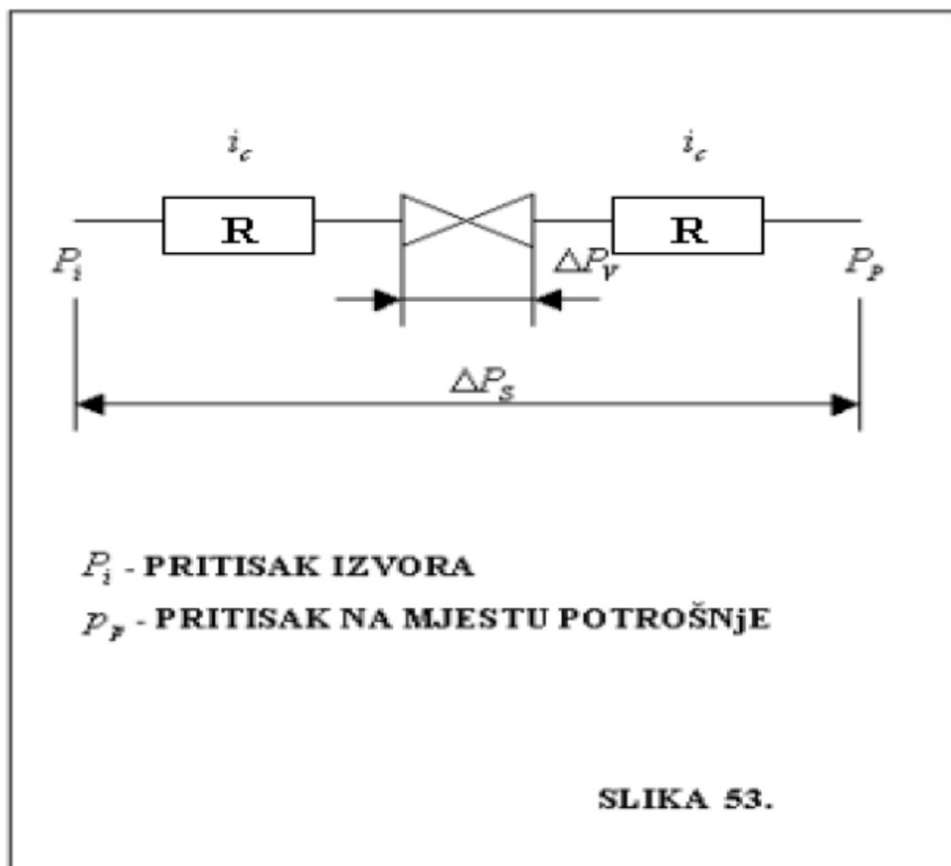 i_c i_c
R R
P_i ΔP_V P_P
ΔP_S
P_i - PRITISAK IZVORA
P_P - PRITISAK NA MJESTU POTROŠNjE
SLIKA 53.